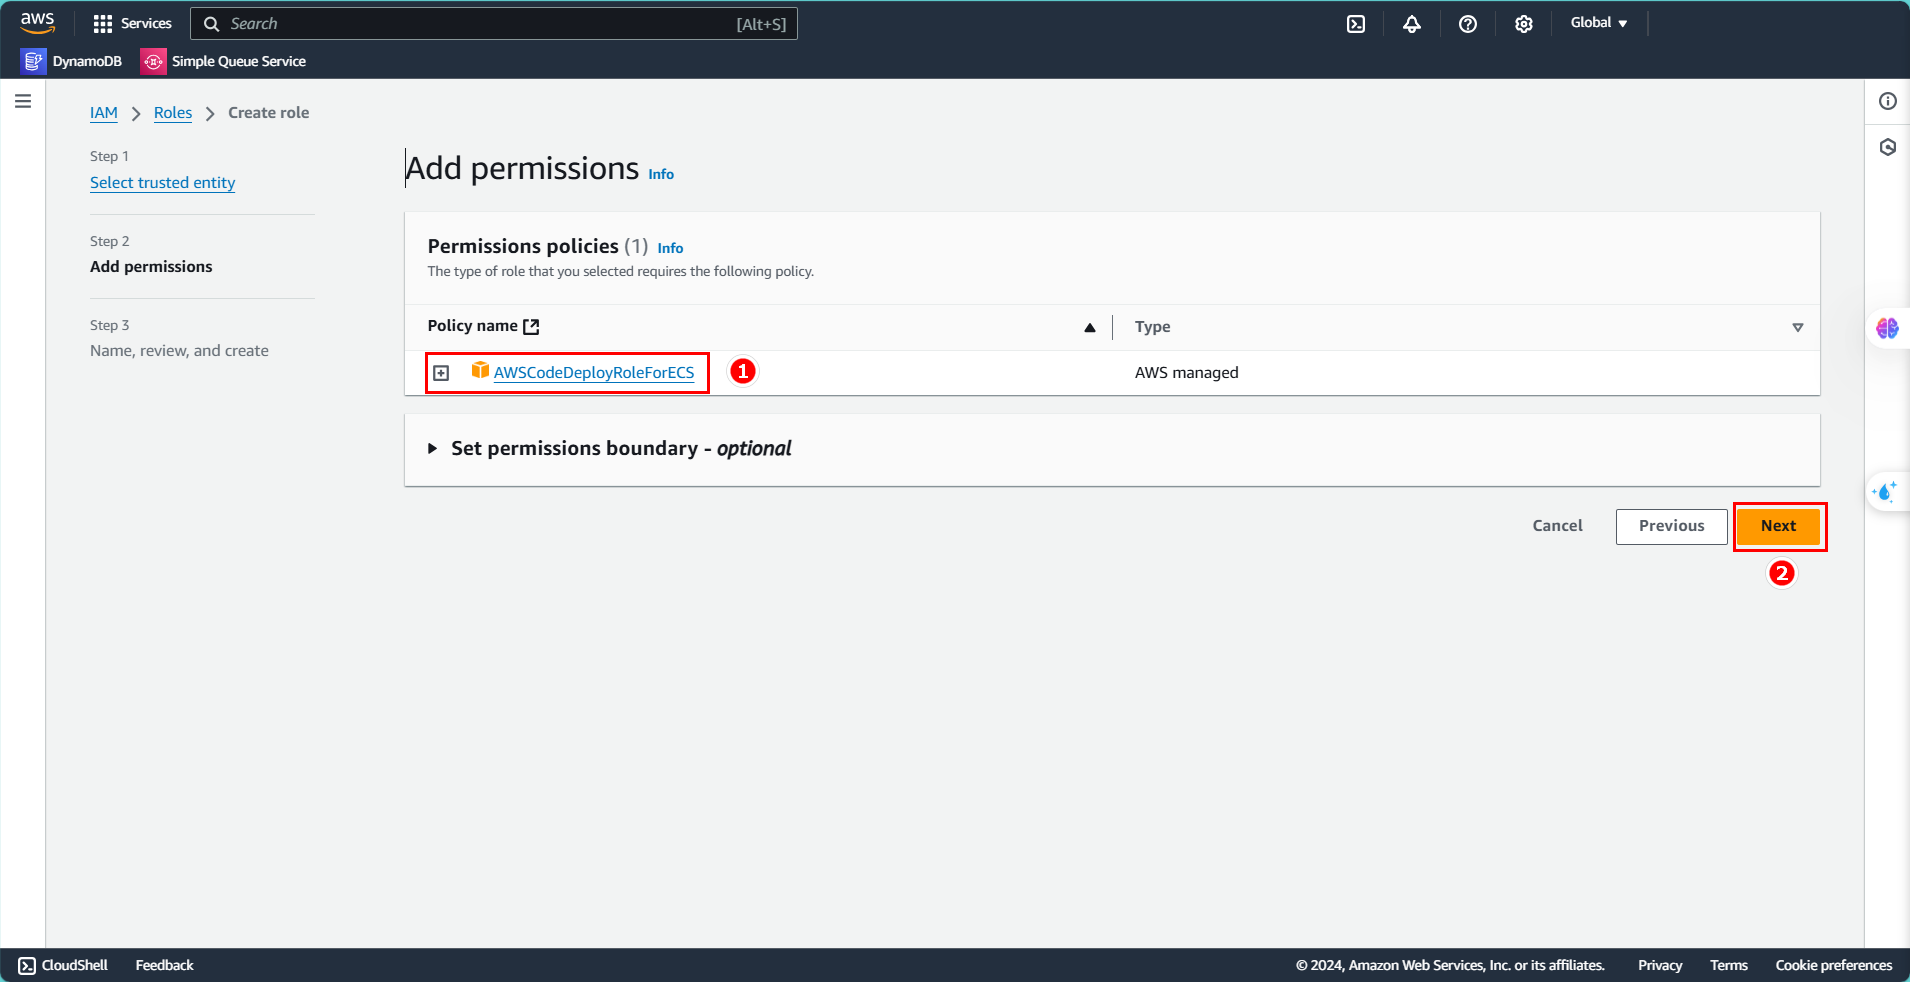 aws
Services
Search [Alt+S]
Global
DynamoDB
Simple Queue Service
IAM > Roles > Create role
Step 1
Select trusted entity
Step 2
Add permissions
Step 3
Name, review, and create
Add permissions Info
Permissions policies (1) Info
The type of role that you selected requires the following policy.
Policy name
Type
AWSCodeDeployRoleForECS
1
AWS managed
Set permissions boundary - optional
Cancel
Previous
Next
2
CloudShell
Feedback
© 2024, Amazon Web Services, Inc. or its affiliates.
Privacy
Terms
Cookie preferences